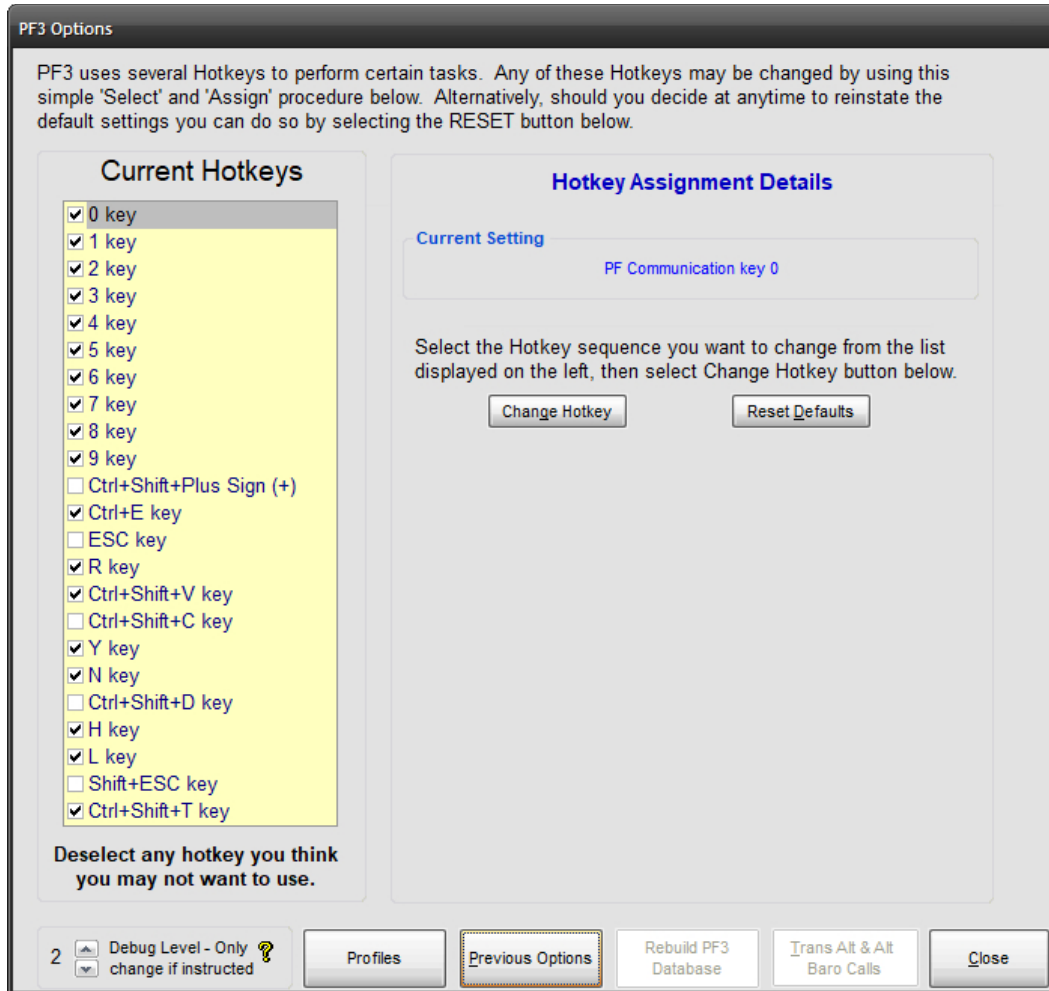 PF3 Options
PF3 uses several Hotkeys to perform certain tasks.  Any of these Hotkeys may be changed by using this
simple 'Select' and 'Assign' procedure below.  Alternatively, should you decide at anytime to reinstate the
default settings you can do so by selecting the RESET button below.
Current Hotkeys
0 key
1 key
2 key
3 key
4 key
5 key
6 key
7 key
8 key
9 key
Ctrl+Shift+Plus Sign (+)
Ctrl+E key
ESC key
R key
Ctrl+Shift+V key
Ctrl+Shift+C key
Y key
N key
Ctrl+Shift+D key
H key
L key
Shift+ESC key
Ctrl+Shift+T key
Deselect any hotkey you think
you may not want to use.
Hotkey Assignment Details
Current Setting
PF Communication key 0
Select the Hotkey sequence you want to change from the list
displayed on the left, then select Change Hotkey button below.
Change Hotkey
Reset Defaults
2
Debug Level - Only
change if instructed
?
Profiles
Previous Options
Rebuild PF3
Database
Trans Alt & Alt
Baro Calls
Close